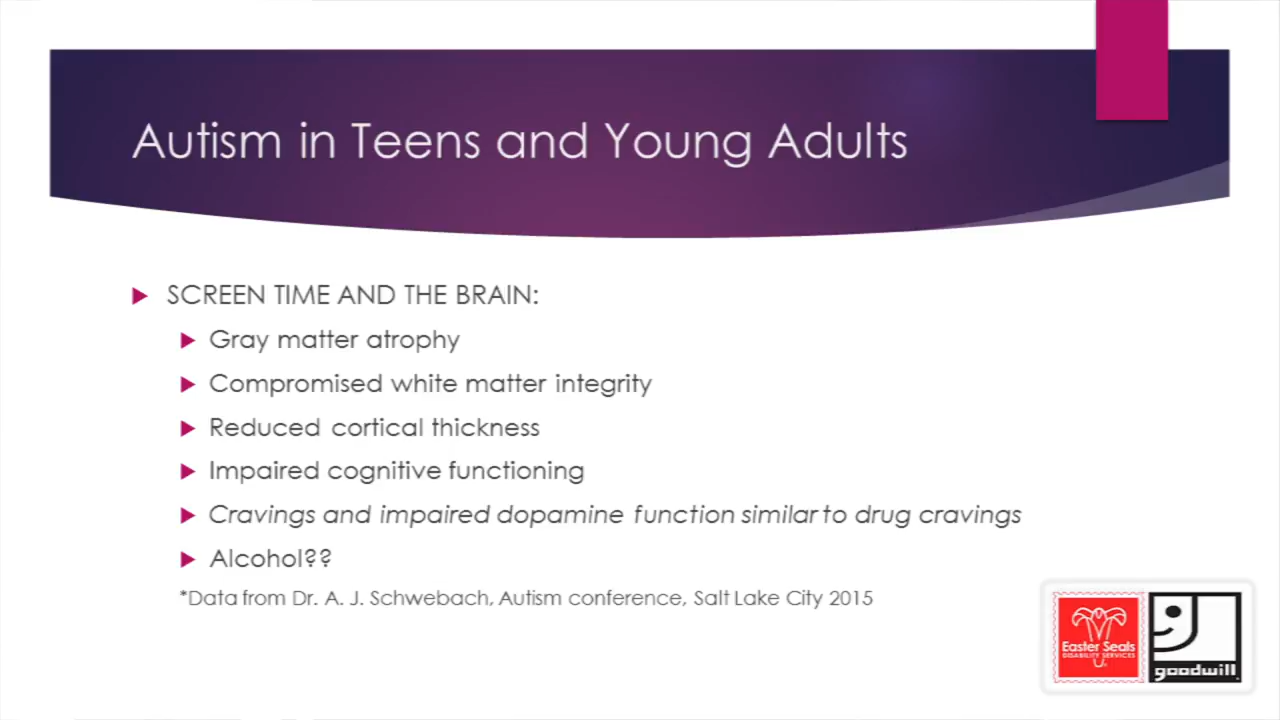 Autism in Teens and Young Adults
SCREEN TIME AND THE BRAIN:
Gray matter atrophy
Compromised white matter integrity
Reduced cortical thickness
Impaired cognitive functioning
Cravings and impaired dopamine function similar to drug cravings
Alcohol??
*Data from Dr. A. J. Schwebach, Autism conference, Salt Lake City 2015
Easter Seals
DISABILITY SERVICES
goodwill